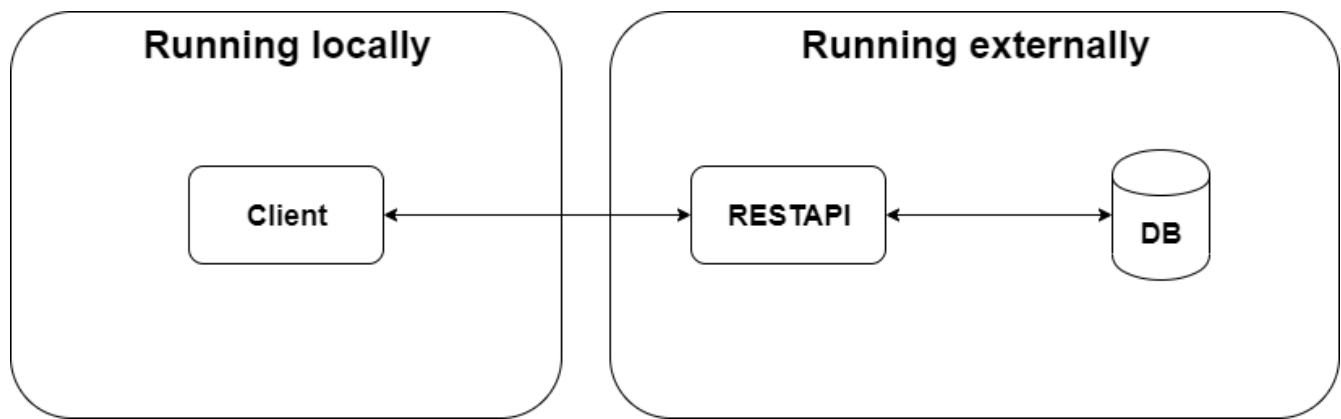 Running locally
Running externally
Client
RESTAPI
DB